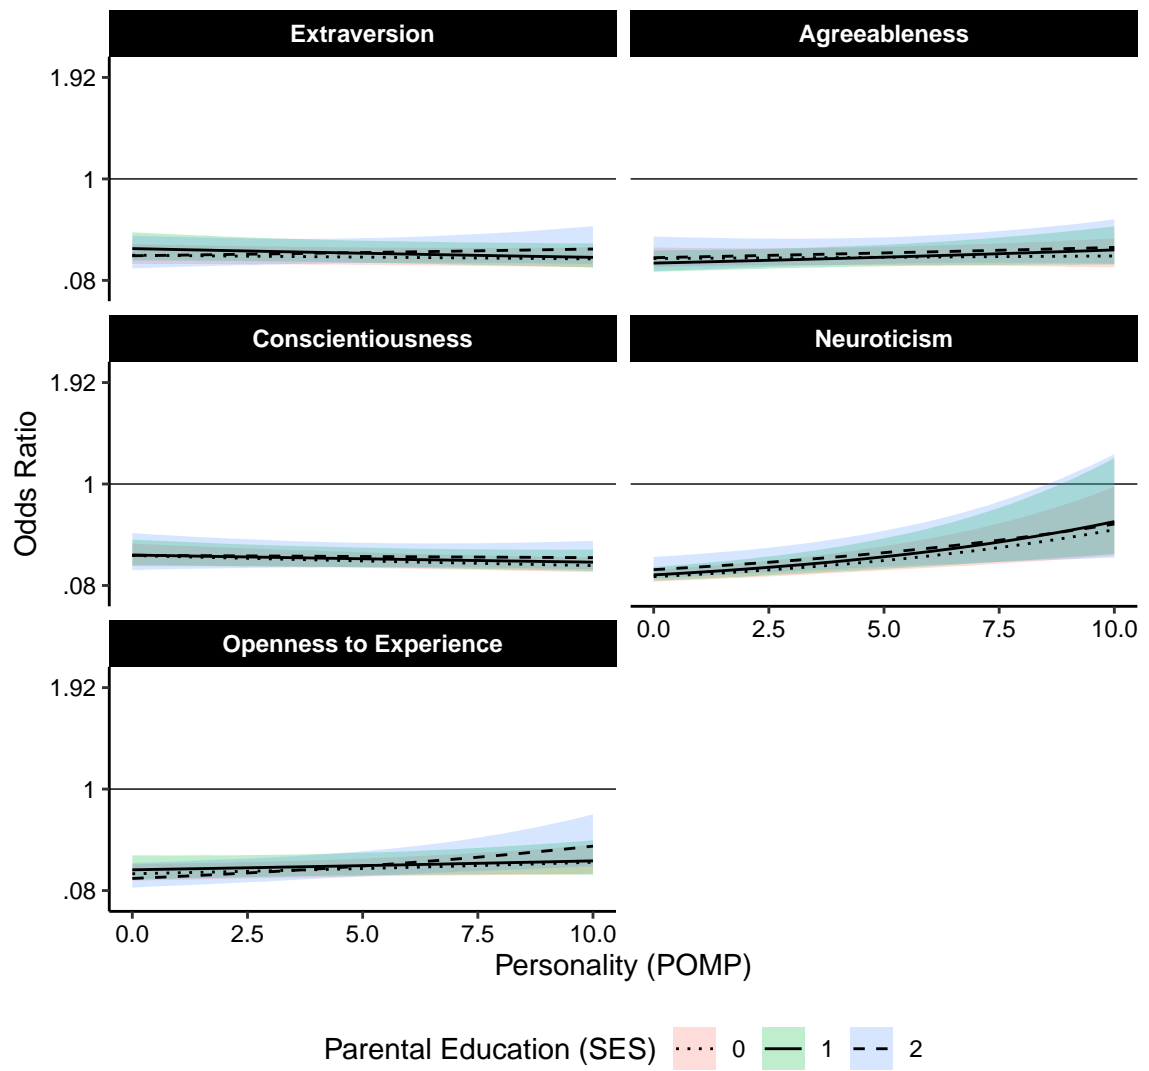 Extraversion
Agreeableness
1.92
1
.08
Conscientiousness
Neuroticism
1.92
1
.08
0.0 2.5 5.0 7.5 10.0
Openness to Experience
1.92
1
.08
0.0 2.5 5.0 7.5 10.0
Odds Ratio
Personality (POMP)
Parental Education (SES) 0 1 2